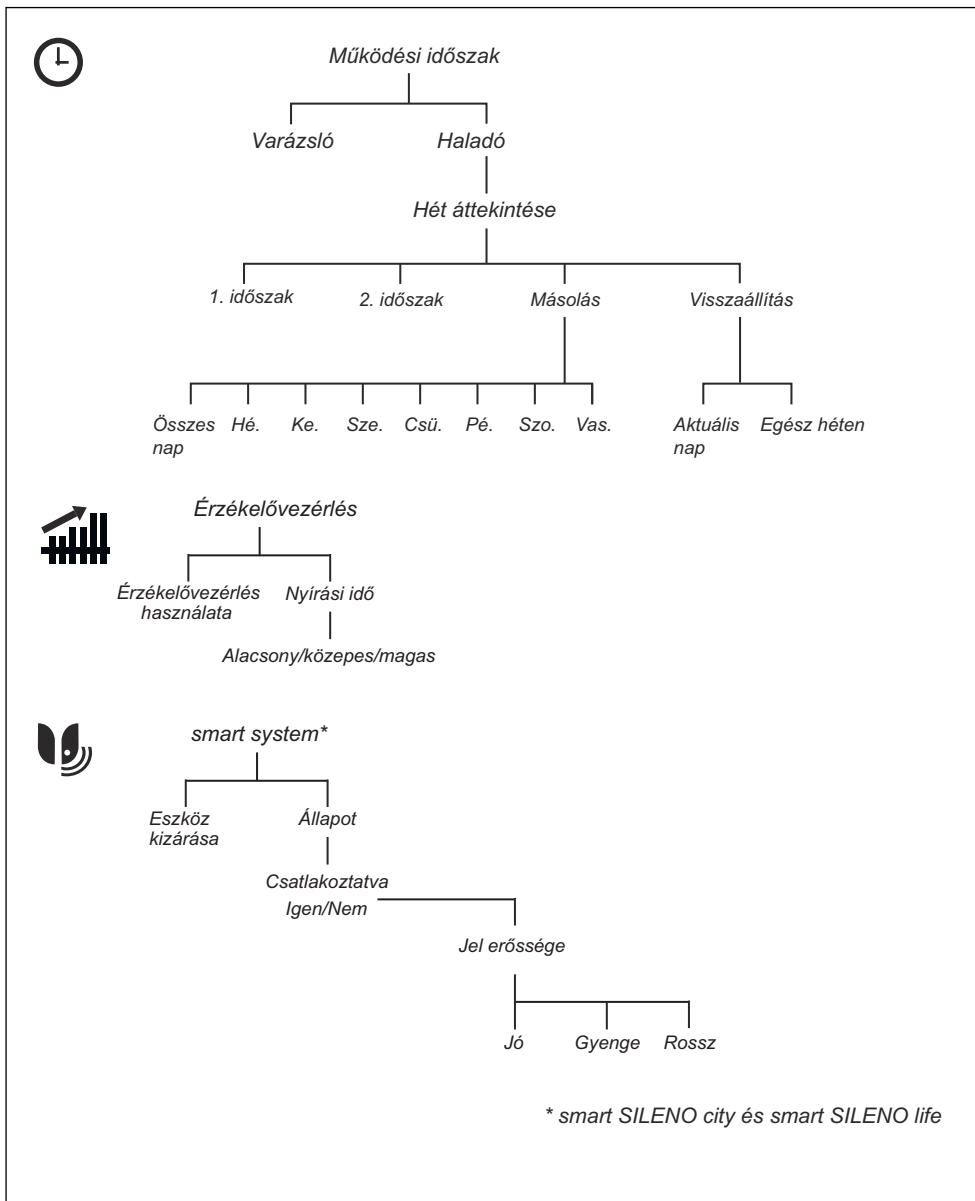 Működési időszak
Varázsló Haladó
Hét áttekintése
1. időszak 2. időszak Másolás Visszaállítás
Összes nap Hé. Ke. Sze. Csü. Pé. Szo. Vas. Aktuális nap Egész héten
Érzékelővezérlés
Érzékelővezérlés használata Nyírási idő
Alacsony/közepes/magas
smart system*
Eszköz kizárása Állapot
Csatlakoztatva
Igen/Nem
Jel erőssége
Jó Gyenge Rossz
* smart SILENO city és smart SILENO life